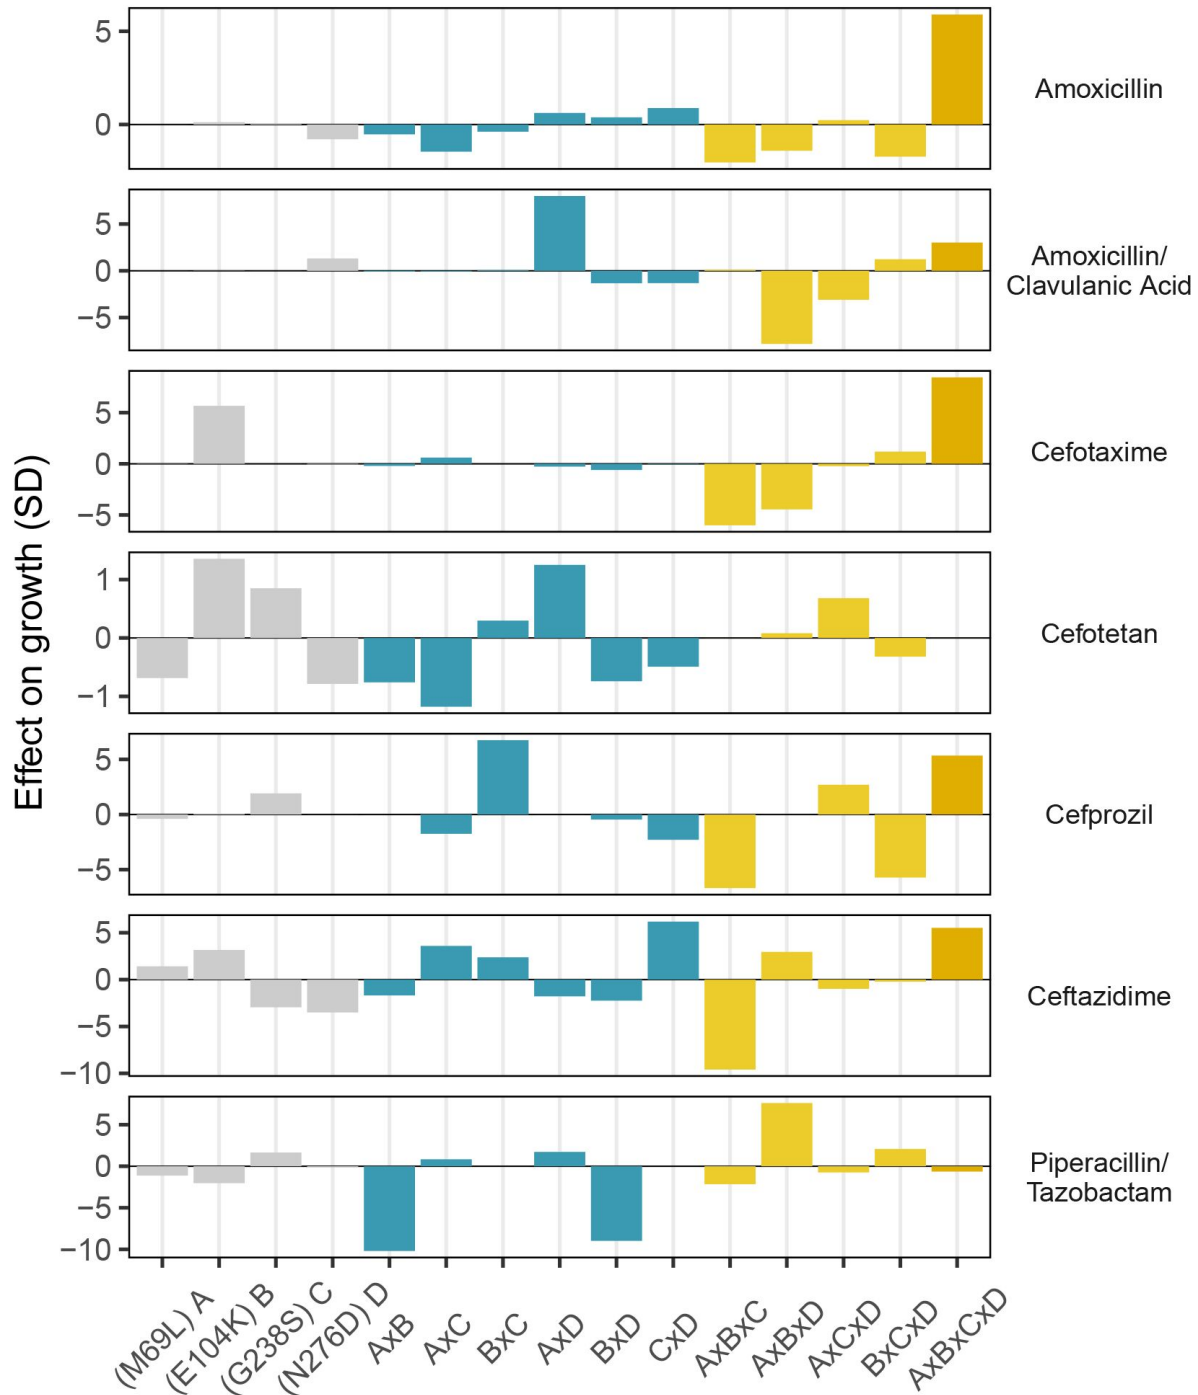 Effect on growth (SD)
5
0
Amoxicillin
5
0
−5
Amoxicillin/
Clavulanic Acid
5
0
−5
Cefotaxime
1
0
−1
Cefotetan
5
0
−5
Cefprozil
5
0
−5
−10
Ceftazidime
5
0
−5
−10
Piperacillin/
Tazobactam
(M69L) A
(E104K) B
(G238S) C
(N276D) D
AxB
AxC
BxC
AxD
BxD
CxD
AxBxC
AxBxD
AxCxD
BxCxD
AxBxCxD